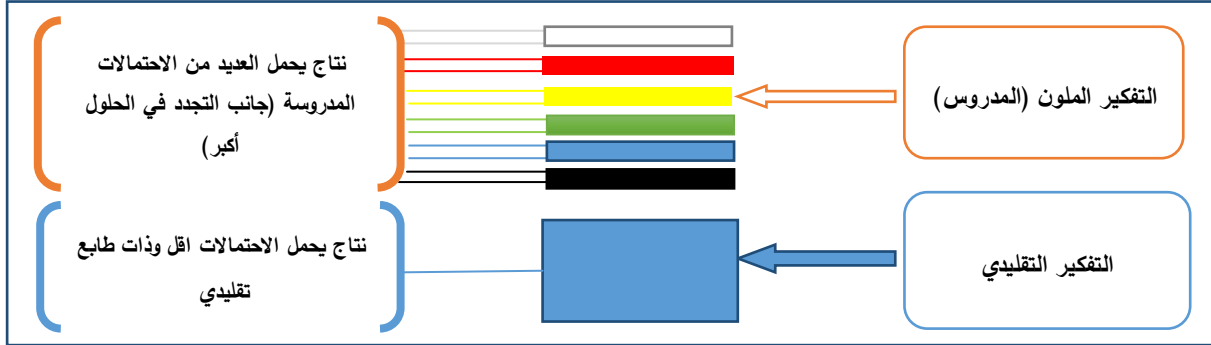 التفكير الملون (المدروس)
نتاج يحمل العديد من الاحتمالات
المدروسة (جانب التجدد في الحلول
أكبر)
التفكير التقليدي
نتاج يحمل الاحتمالات اقل وذات طابع
تقليدي